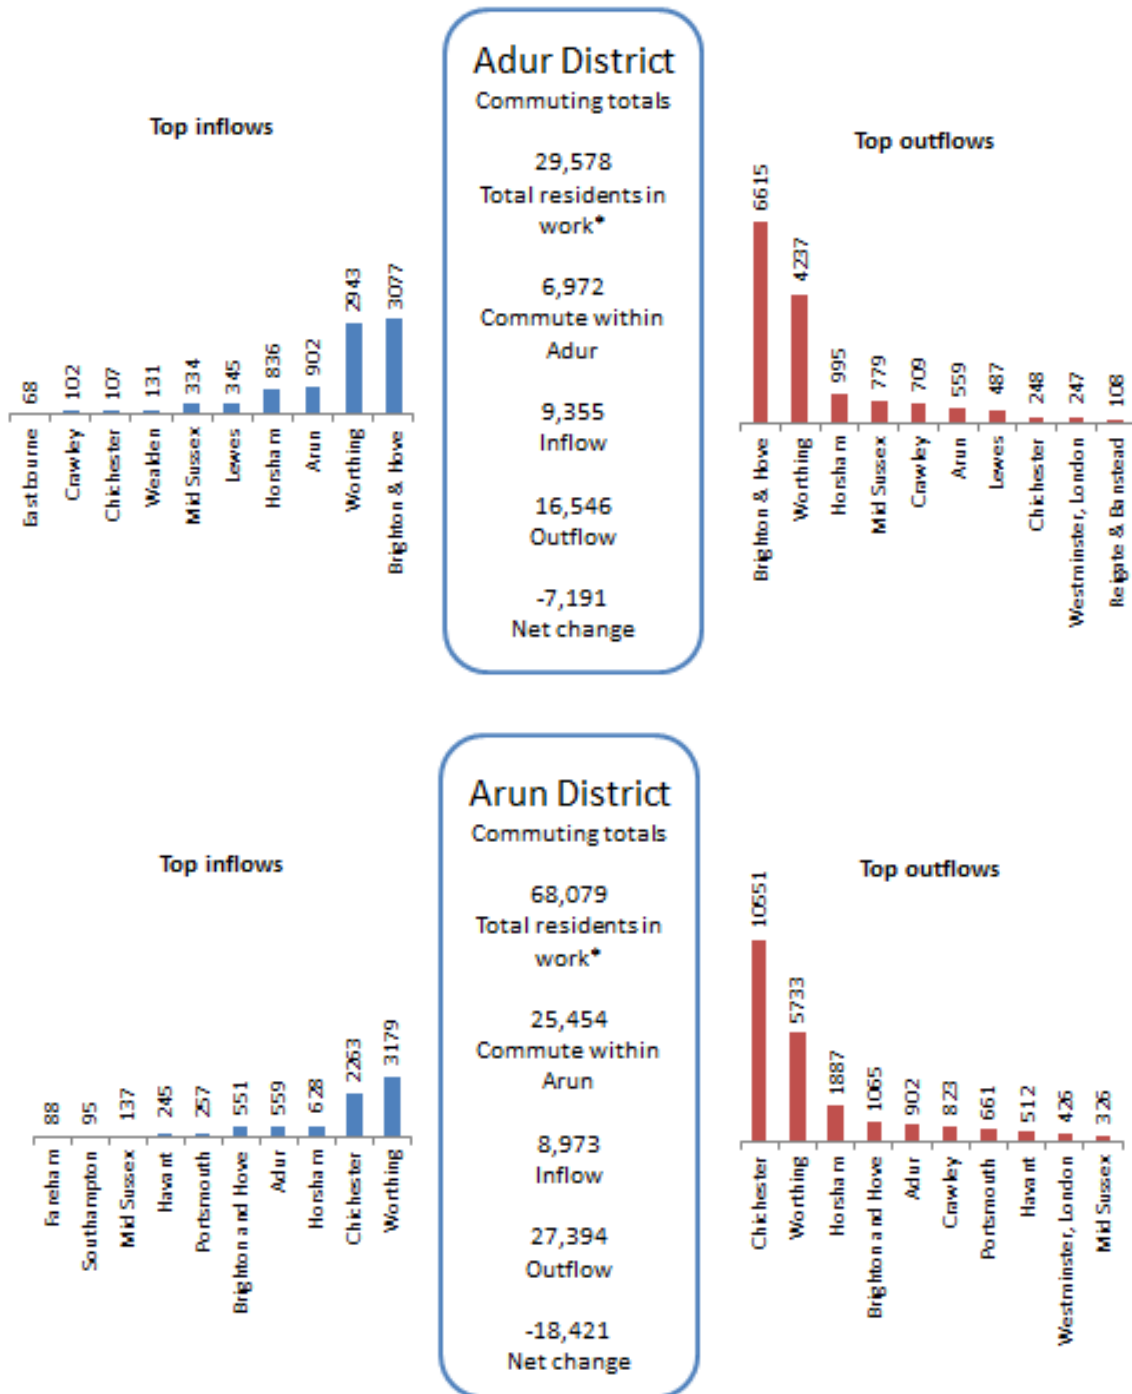 Adur District
Commuting totals
29,578
Total residents in
work*
6,972
Commute within
Adur
9,355
Inflow
16,546
Outflow
-7,191
Net change
Top inflows
68
102
107
131
334
345
836
902
2943
3077
Eastbourne
Crawley
Chichester
Wealden
Mid Sussex
Lewes
Horsham
Arun
Worthing
Brighton & Hove
Top outflows
6615
4237
995
779
709
559
487
248
247
108
Brighton & Hove
Worthing
Horsham
Mid Sussex
Crawley
Arun
Lewes
Chichester
Westminster, London
Reigate & Banstead
Arun District
Commuting totals
68,079
Total residents in
work*
25,454
Commute within
Arun
8,973
Inflow
27,394
Outflow
-18,421
Net change
Top inflows
88
95
137
245
257
551
559
628
2263
3179
Fareham
Southampton
Mid Sussex
Havant
Portsmouth
Brighton and Hove
Adur
Horsham
Chichester
Worthing
Top outflows
10551
5733
1887
1065
902
823
661
512
426
326
Chichester
Worthing
Horsham
Brighton and Hove
Adur
Crawley
Portsmouth
Havant
Westminster, London
Mid Sussex